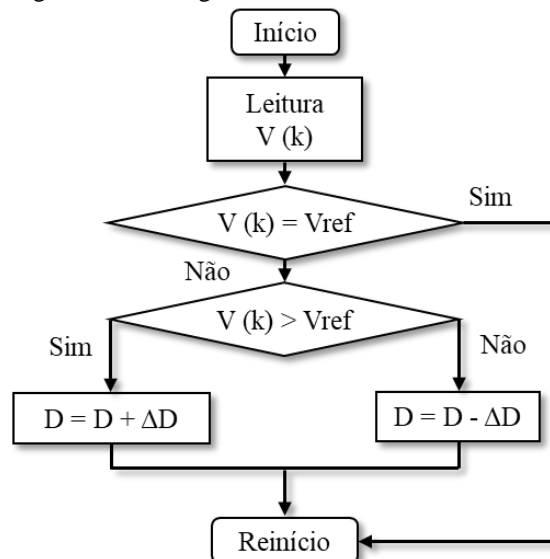 Início
Leitura
V (k)
V (k) = Vref
Sim
Não
V (k) > Vref
Sim
Não
D = D + ΔD
D = D - ΔD
Reinício